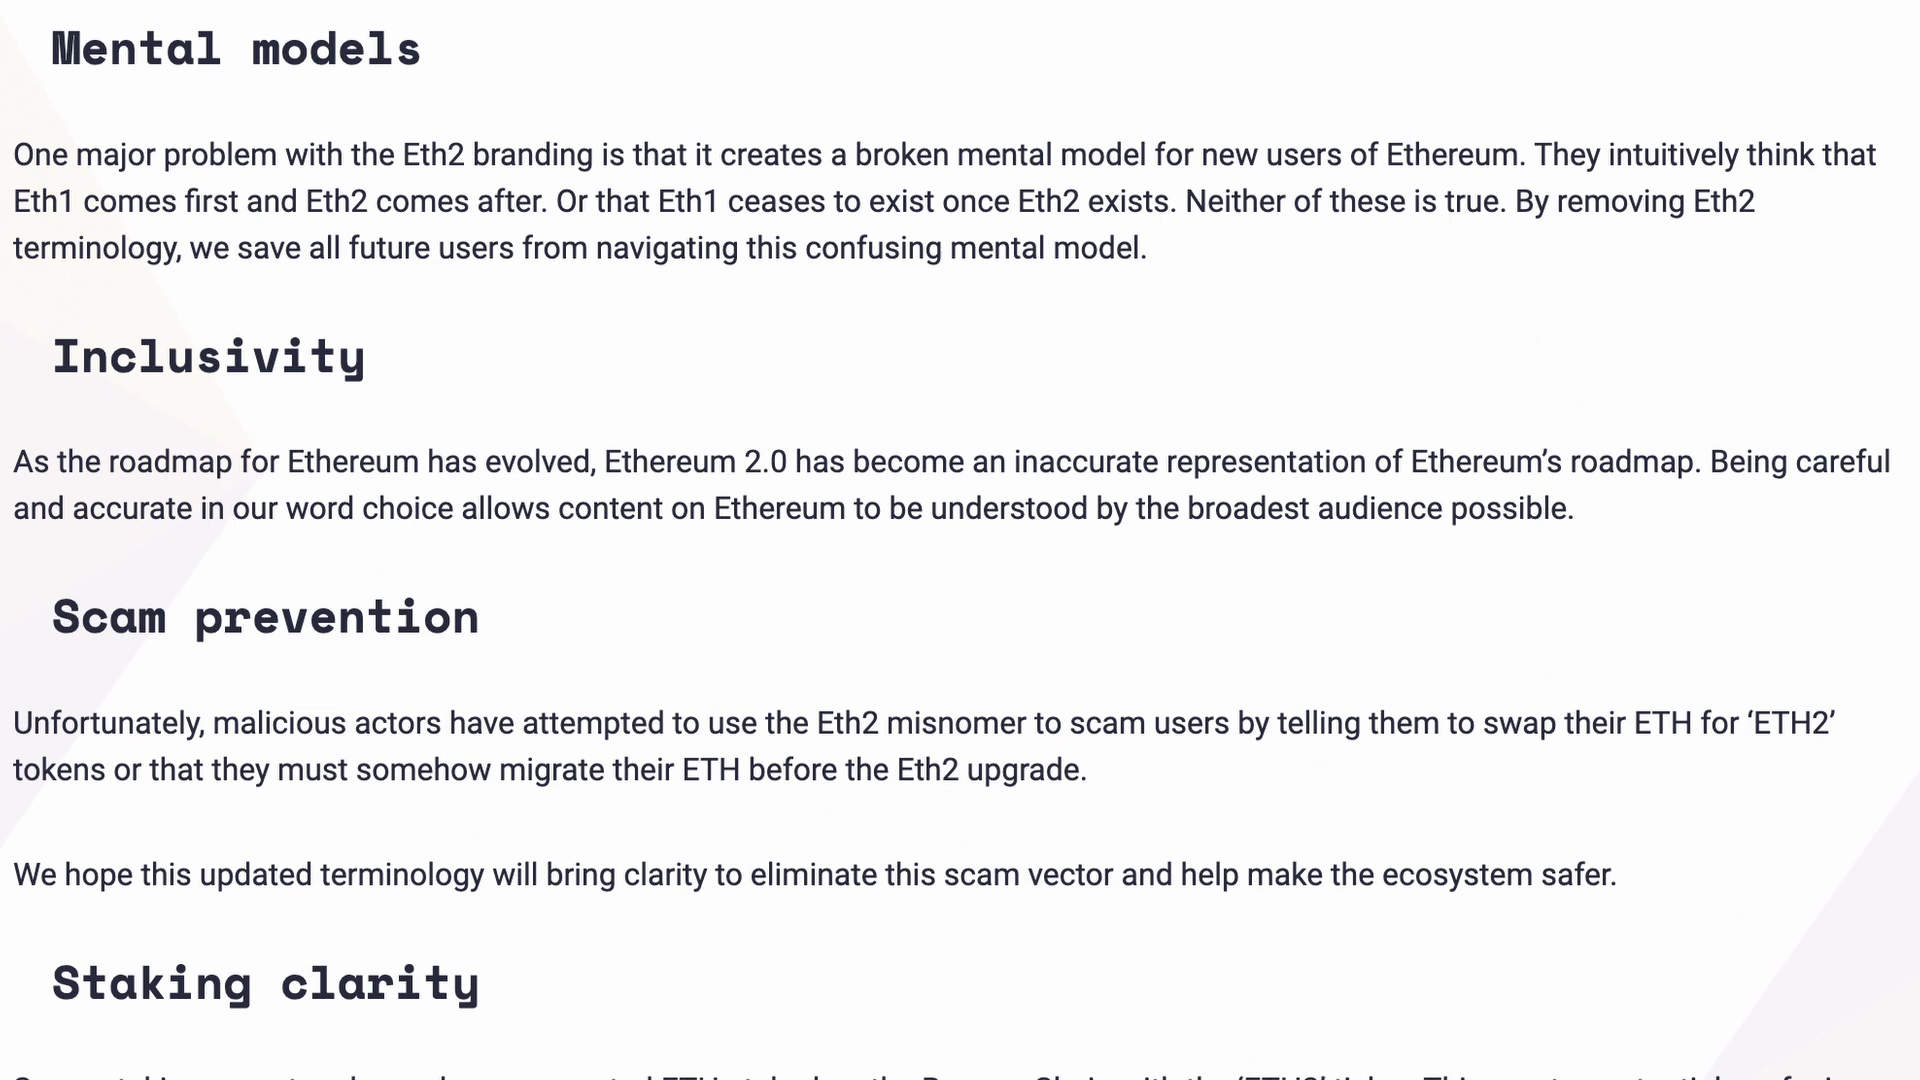 Mental models
One major problem with the Eth2 branding is that it creates a broken mental model for new users of Ethereum. They intuitively think that
Eth1 comes first and Eth2 comes after. Or that Eth1 ceases to exist once Eth2 exists. Neither of these is true. By removing Eth2
terminology, we save all future users from navigating this confusing mental model.
Inclusivity
As the roadmap for Ethereum has evolved, Ethereum 2.0 has become an inaccurate representation of Ethereum’s roadmap. Being careful
and accurate in our word choice allows content on Ethereum to be understood by the broadest audience possible.
Scam prevention
Unfortunately, malicious actors have attempted to use the Eth2 misnomer to scam users by telling them to swap their ETH for ‘ETH2’
tokens or that they must somehow migrate their ETH before the Eth2 upgrade.
We hope this updated terminology will bring clarity to eliminate this scam vector and help make the ecosystem safer.
Staking clarity